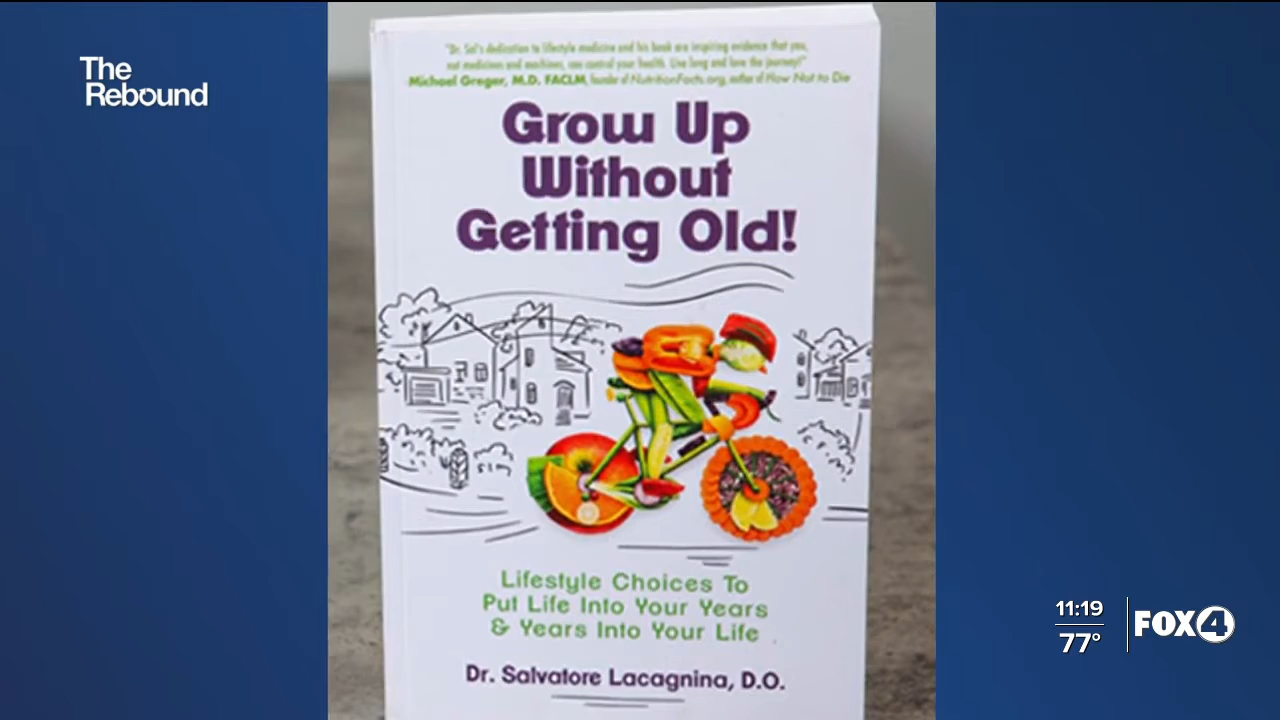 The
Rebound
"Dr. Sal's dedication to lifestyle medicine and his book are inspiring evidence that you,
not medicines and machines, can control your health. Live long and love the journey!"
Michael Greger, M.D. FACLM, founder of NutritionFacts.org, author of How Not to Die
Grow Up
Without
Getting Old!
Lifestyle Choices To
Put Life Into Your Years
& Years Into Your Life
Dr. Salvatore Lacagnina, D.O.
11:19
77°
FOX 4